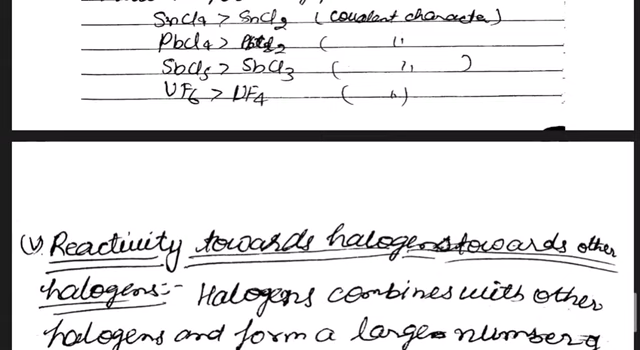 SnCl4 > SnCl2 (covalent character)
PbCl4 > PbCl2 ( ,,
SbCl5 > SbCl3 ( ,, )
UF6 > UF4 ( ,, )
(V) Reactivity towards halogens towards other
halogens:- Halogens combines with other
halogens and form a large number